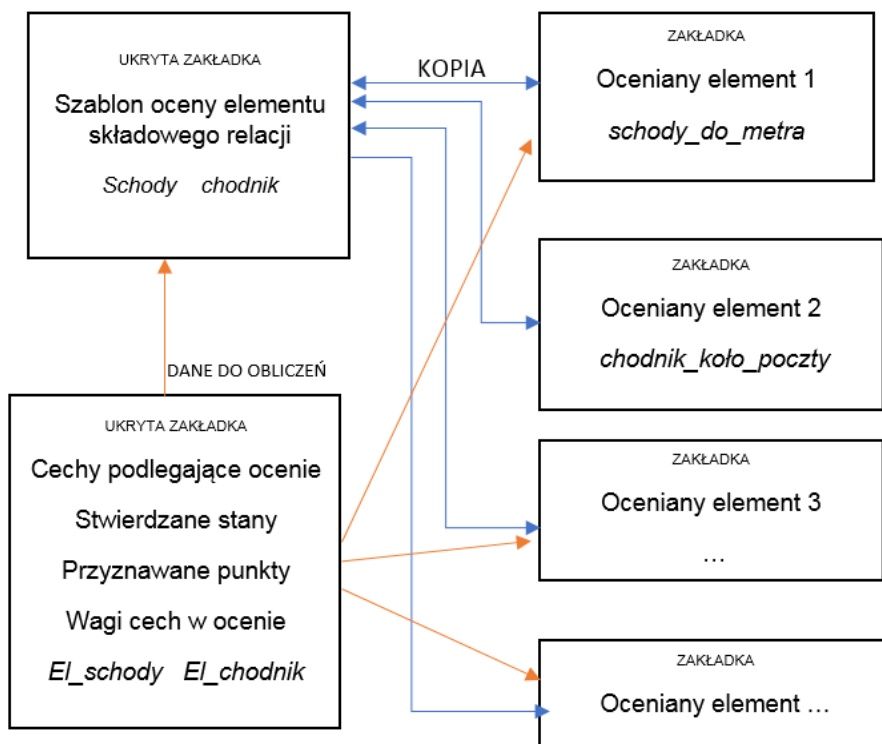 UKRYTA ZAKŁADKA
Szablon oceny elementu
składowego relacji
Schody chodnik
KOPIA
ZAKŁADKA
Oceniany element 1
schody_do_metra
ZAKŁADKA
Oceniany element 2
chodnik_koło_poczty
DANE DO OBLICZEŃ
UKRYTA ZAKŁADKA
Cechy podlegające ocenie
Stwierdzane stany
Przyznawane punkty
Wagi cech w ocenie
El_schody El_chodnik
ZAKŁADKA
Oceniany element 3
...
ZAKŁADKA
Oceniany element ...